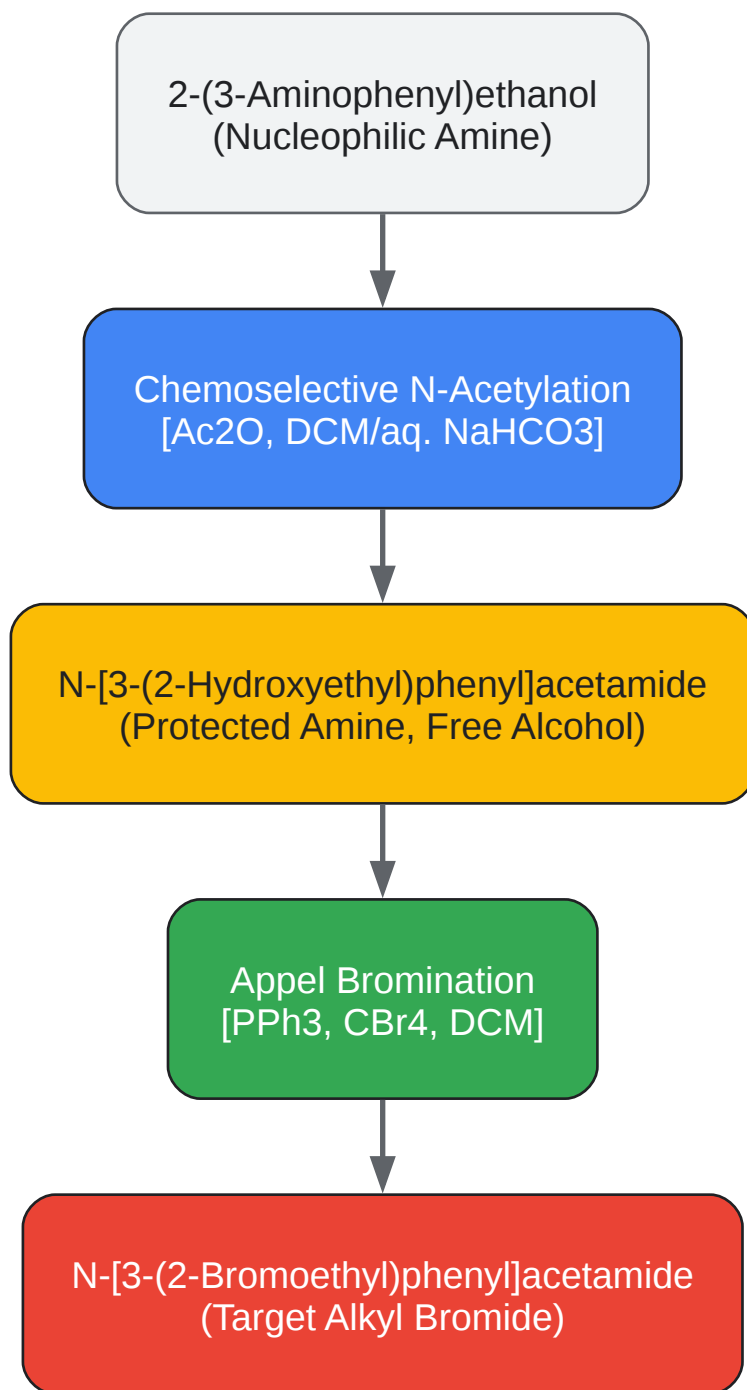 2-(3-Aminophenyl)ethanol
(Nucleophilic Amine)
Chemoselective N-Acetylation
[Ac2O, DCM/aq. NaHCO3]
N-[3-(2-Hydroxyethyl)phenyl]acetamide
(Protected Amine, Free Alcohol)
Appel Bromination
[PPh3, CBr4, DCM]
N-[3-(2-Bromoethyl)phenyl]acetamide
(Target Alkyl Bromide)